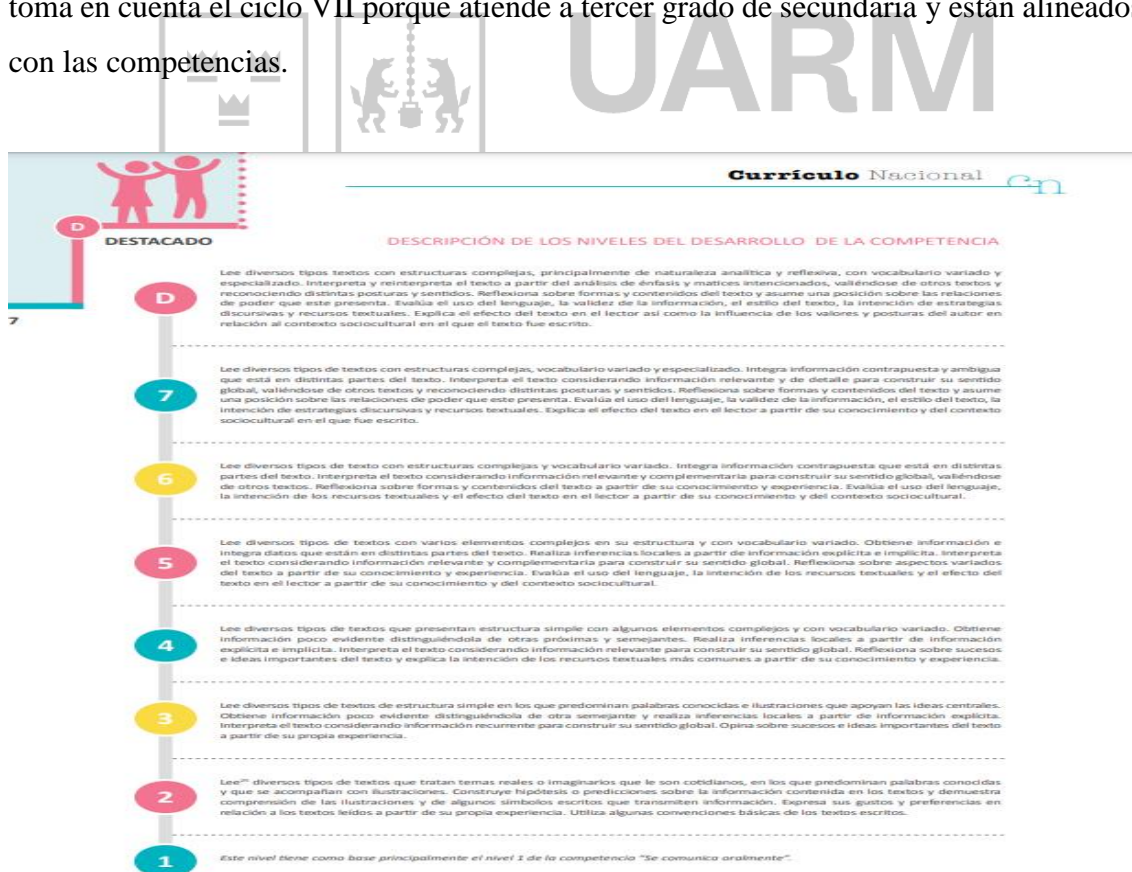 toma en cuenta el ciclo VII porque atiende a tercer grado de secundaria y están alineado
con las competencias.
UARM
Currículo Nacional cn
D
DESTACADO
DESCRIPCIÓN DE LOS NIVELES DEL DESARROLLO DE LA COMPETENCIA
7
D
Lee diversos tipos textos con estructuras complejas, principalmente de naturaleza analítica y reflexiva, con vocabulario variado y
especializado. Interpreta y reinterpreta el texto a partir del análisis de énfasis y matices intencionados, valiéndose de otros textos y
reconociendo distintas posturas y sentidos. Reflexiona sobre formas y contenidos del texto y asume una posición sobre las relaciones
de poder que este presenta. Evalúa el uso del lenguaje, la validez de la información, el estilo del texto, la intención de estrategias
discursivas y recursos textuales. Explica el efecto del texto en el lector así como la influencia de los valores y posturas del autor en
relación al contexto sociocultural en el que el texto fue escrito.
7
Lee diversos tipos de textos con estructuras complejas, vocabulario variado y especializado. Integra información contrapuesta y ambigua
que está en distintas partes del texto. Interpreta el texto considerando información relevante y de detalle para construir su sentido
global, valiéndose de otros textos y reconociendo distintas posturas y sentidos. Reflexiona sobre formas y contenidos del texto y asume
una posición sobre las relaciones de poder que este presenta. Evalúa el uso del lenguaje, la validez de la información, el estilo del texto, la
intención de estrategias discursivas y recursos textuales. Explica el efecto del texto en el lector a partir de su conocimiento y del contexto
sociocultural en el que fue escrito.
6
Lee diversos tipos de texto con estructuras complejas y vocabulario variado. Integra información contrapuesta que está en distintas
partes del texto. Interpreta el texto considerando información relevante y complementaria para construir su sentido global, valiéndose
de otros textos. Reflexiona sobre formas y contenidos del texto a partir de su conocimiento y experiencia. Evalúa el uso del lenguaje,
la intención de los recursos textuales y el efecto del texto en el lector a partir de su conocimiento y del contexto sociocultural.
5
Lee diversos tipos de textos con varios elementos complejos en su estructura y con vocabulario variado. Obtiene información e
integra datos que están en distintas partes del texto. Realiza inferencias locales a partir de información explícita e implícita. Interpreta
el texto considerando información relevante y complementaria para construir su sentido global. Reflexiona sobre aspectos variados
del texto a partir de su conocimiento y experiencia. Evalúa el uso del lenguaje, la intención de los recursos textuales y el efecto del
texto en el lector a partir de su conocimiento y del contexto sociocultural.
4
Lee diversos tipos de textos que presentan estructura simple con algunos elementos complejos y con vocabulario variado. Obtiene
información poco evidente distinguiéndola de otras próximas y semejantes. Realiza inferencias locales a partir de información
explícita e implícita. Interpreta el texto considerando información relevante para construir su sentido global. Reflexiona sobre sucesos
e ideas importantes del texto y explica la intención de los recursos textuales más comunes a partir de su conocimiento y experiencia.
3
Lee diversos tipos de textos de estructura simple en los que predominan palabras conocidas e ilustraciones que apoyan las ideas centrales.
Obtiene información poco evidente distinguiéndola de otra semejante y realiza inferencias locales a partir de información explícita.
Interpreta el texto considerando información recurrente para construir su sentido global. Opina sobre sucesos e ideas importantes del texto
a partir de su propia experiencia.
2
Lee diversos tipos de textos que tratan temas reales o imaginarios que le son cotidianos, en los que predominan palabras conocidas
y que se acompañan con ilustraciones. Construye hipótesis o predicciones sobre la información contenida en los textos y demuestra
comprensión de las ilustraciones y de algunos símbolos escritos que transmiten información. Expresa sus gustos y preferencias en
relación a los textos leídos a partir de su propia experiencia. Utiliza algunas convenciones básicas de los textos escritos.
1
Este nivel tiene como base principalmente el nivel 1 de la competencia "Se comunica oralmente".